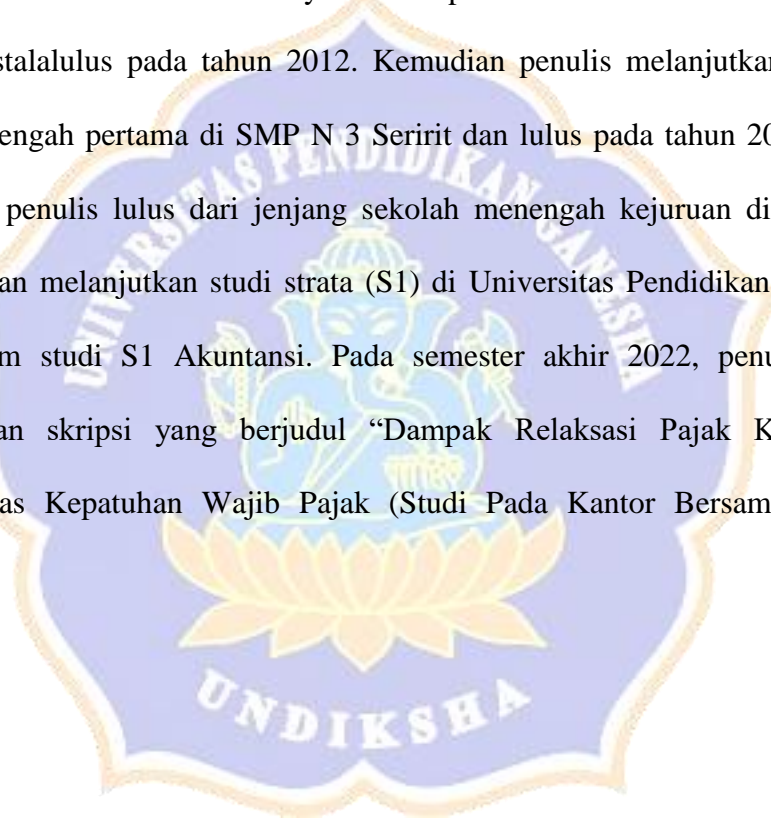 stalalulus pada tahun 2012. Kemudian penulis melanjutkan
engah pertama di SMP N 3 Seririt dan lulus pada tahun 20
penulis lulus dari jenjang sekolah menengah kejuruan di
an melanjutkan studi strata (S1) di Universitas Pendidikan
m studi S1 Akuntansi. Pada semester akhir 2022, penu
an skripsi yang berjudul “Dampak Relaksasi Pajak K
as Kepatuhan Wajib Pajak (Studi Pada Kantor Bersam
UNIVERSITAS PENDIDIKAN GANESHA
UNDIKSHA